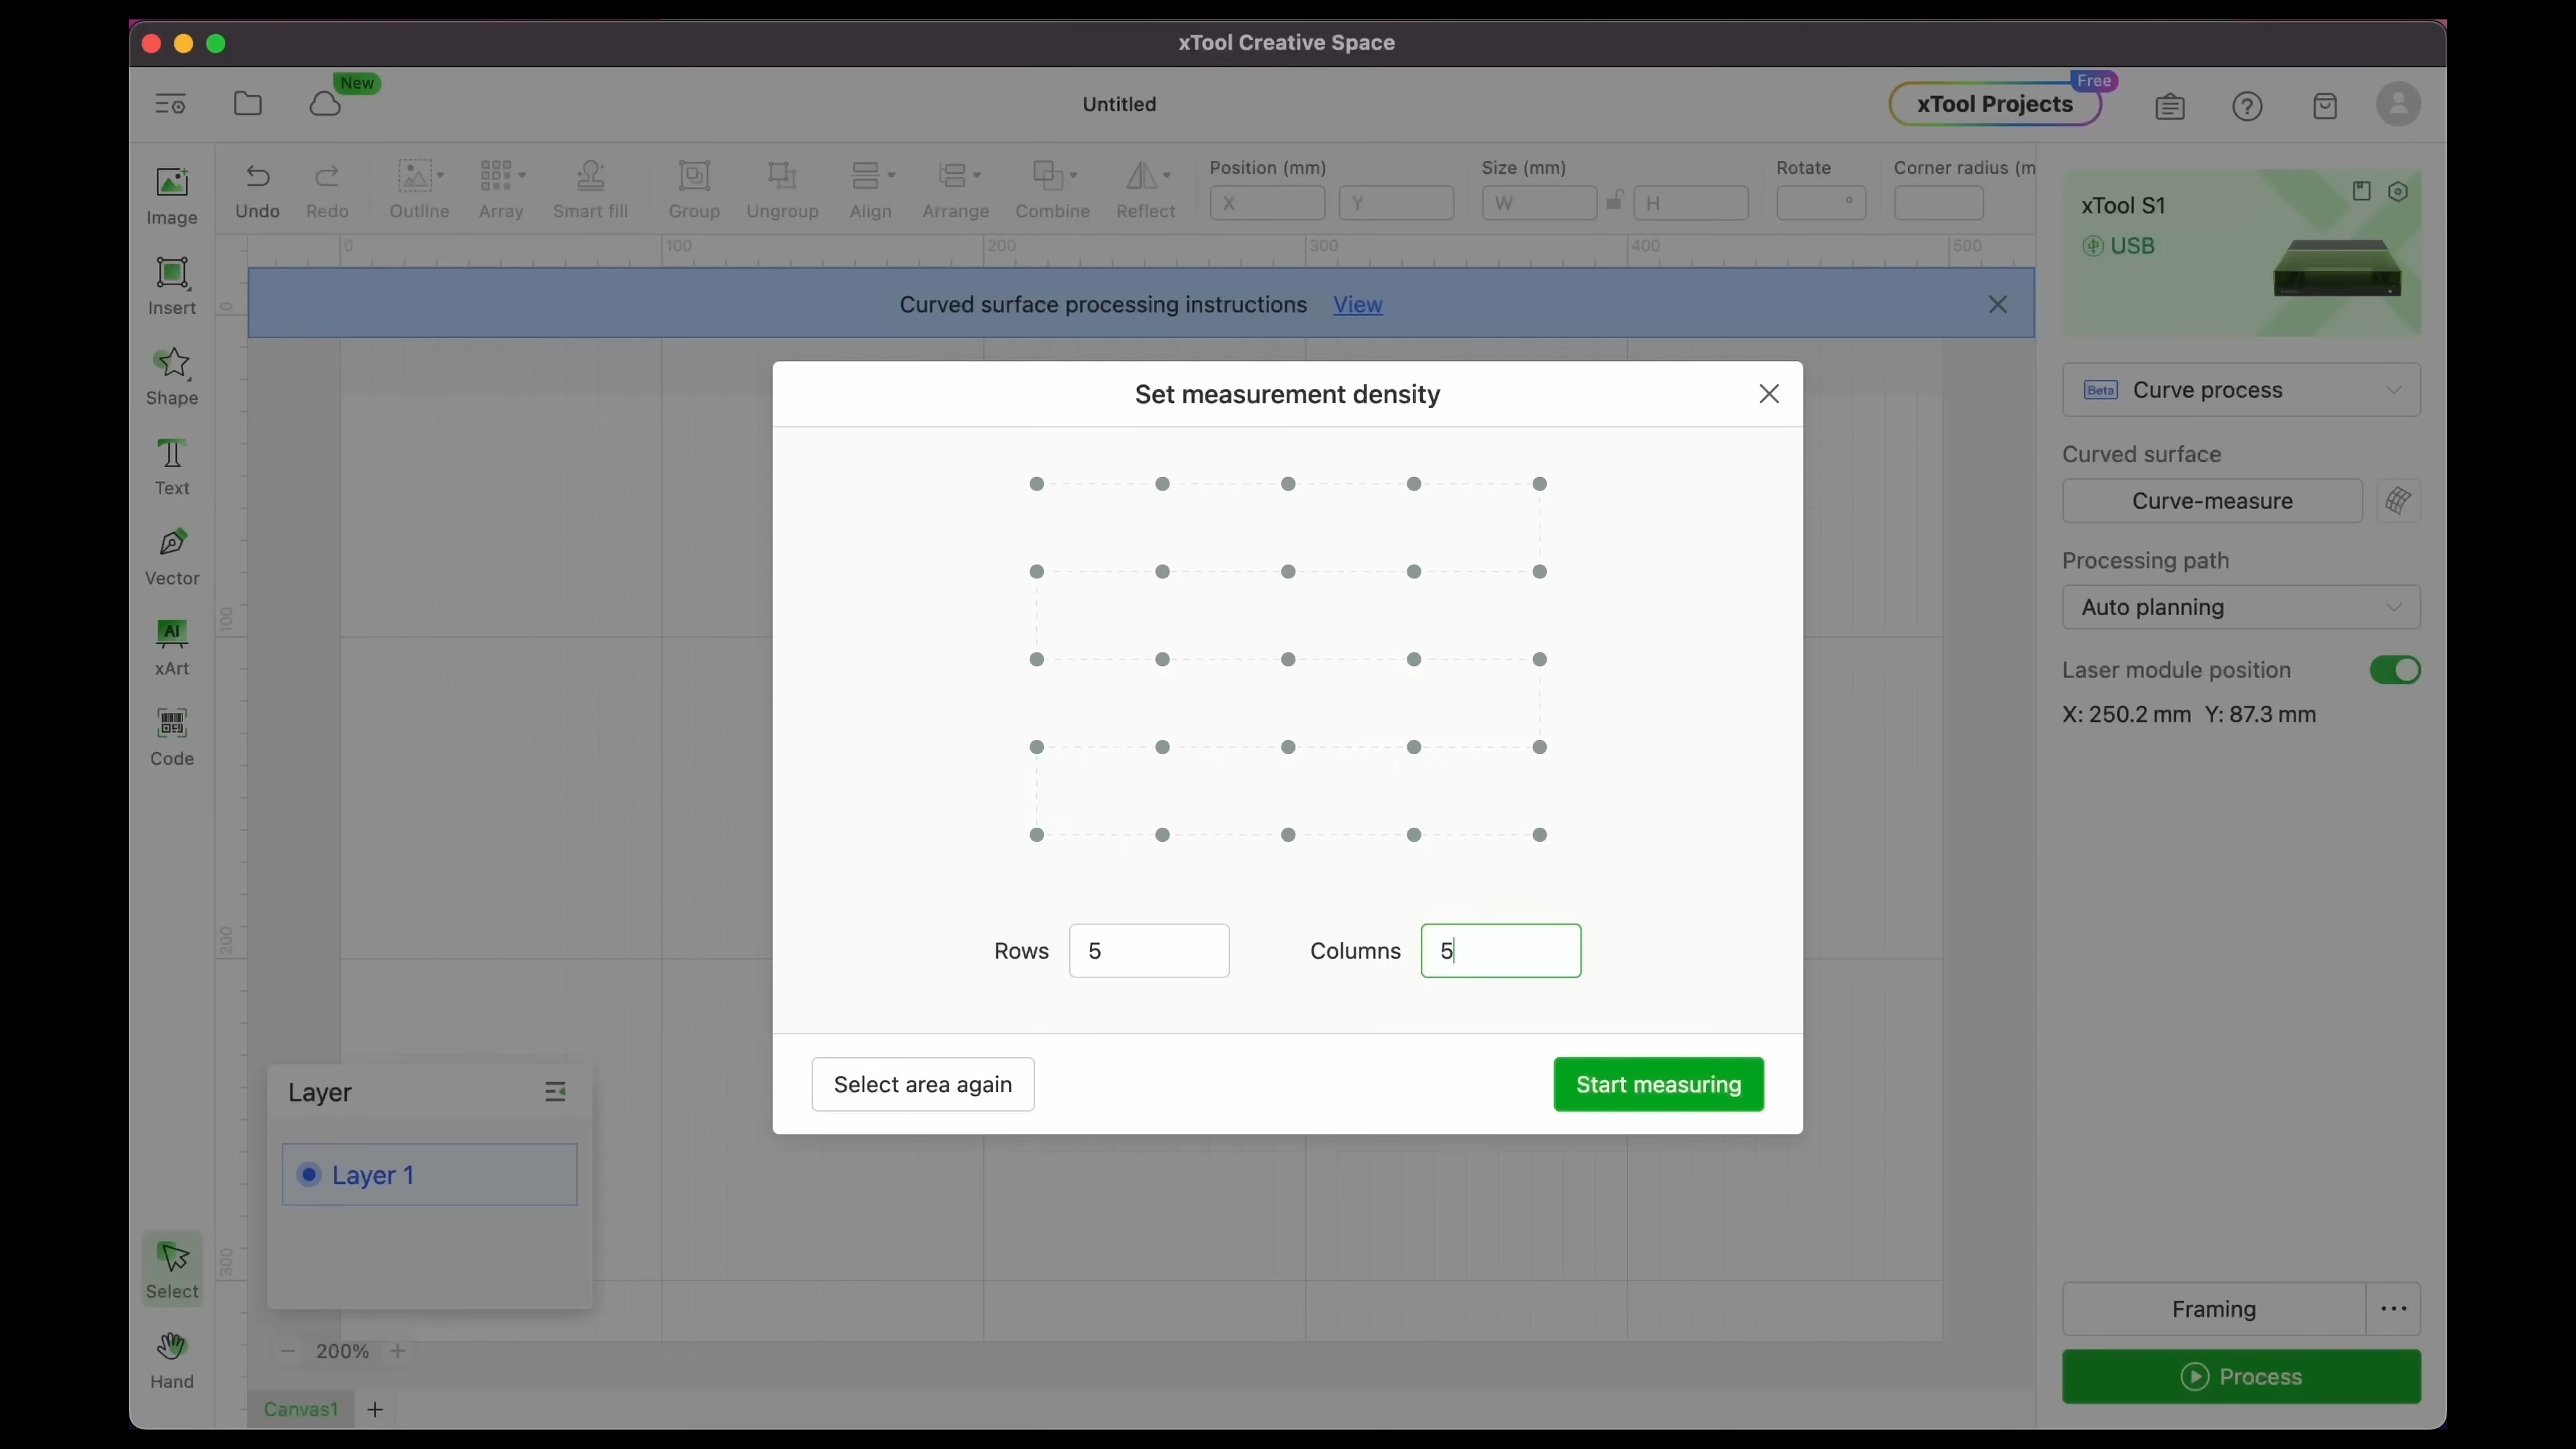 xTool Creative Space
New
Untitled
Free
xTool Projects
Image
Insert
Shape
Text
Vector
AI
xArt
Code
Select
Hand
Undo
Redo
Outline
Array
Smart fill
Group
Ungroup
Align
Arrange
Combine
Reflect
Position (mm)
X
Y
Size (mm)
W
H
Rotate
°
Corner radius (m
0
100
200
300
400
500
0
100
200
300
Curved surface processing instructions View
Set measurement density
Rows 5
Columns 5
Select area again
Start measuring
Layer
Layer 1
200%
Canvas1
xTool S1
USB
Beta Curve process
Curved surface
Curve-measure
Processing path
Auto planning
Laser module position
X: 250.2 mm Y: 87.3 mm
Framing
Process